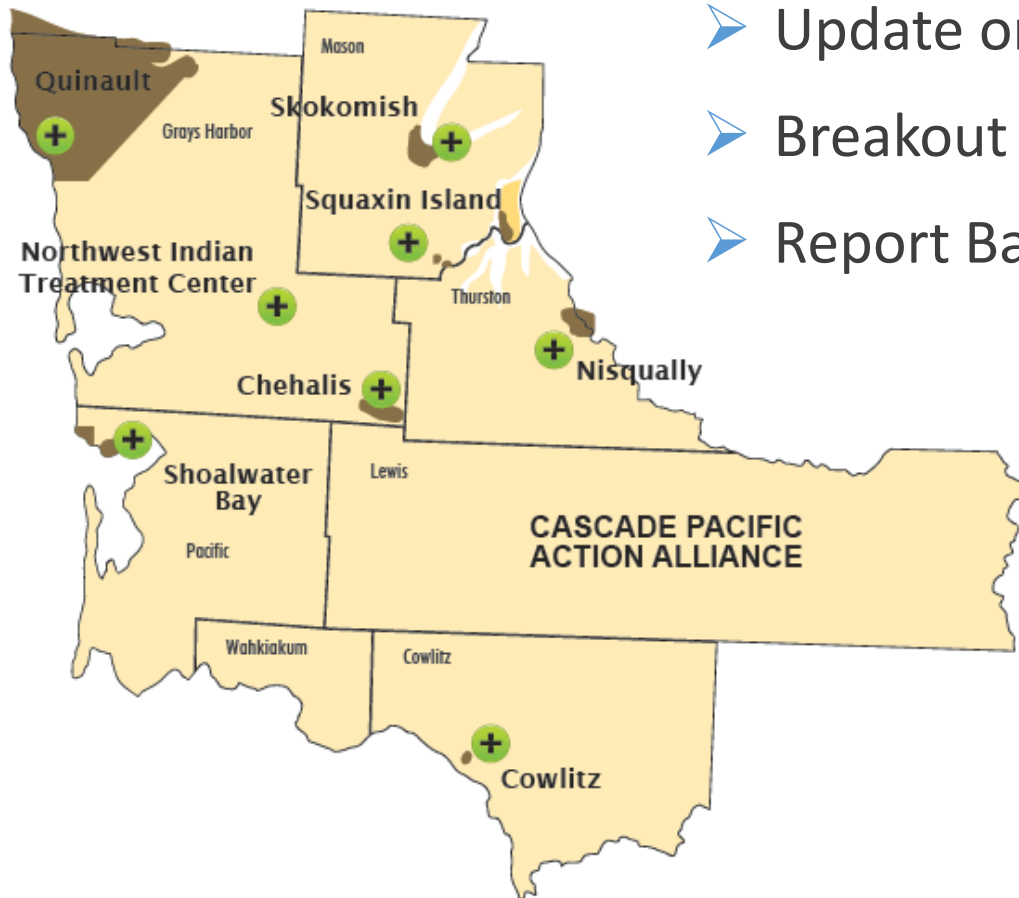 Update o
Mason
Quinault
Skokomish
Breakout
Grays Harbor
Squaxin Island
Report Ba
Northwest Indian
Treatment Center
Thurston
Chehalis
Nisqually
Shoalwater
Bay
Lewis
CASCADE PACIFIC
ACTION ALLIANCE
Pacific
Wahkiakum
Cowlitz
Cowlitz